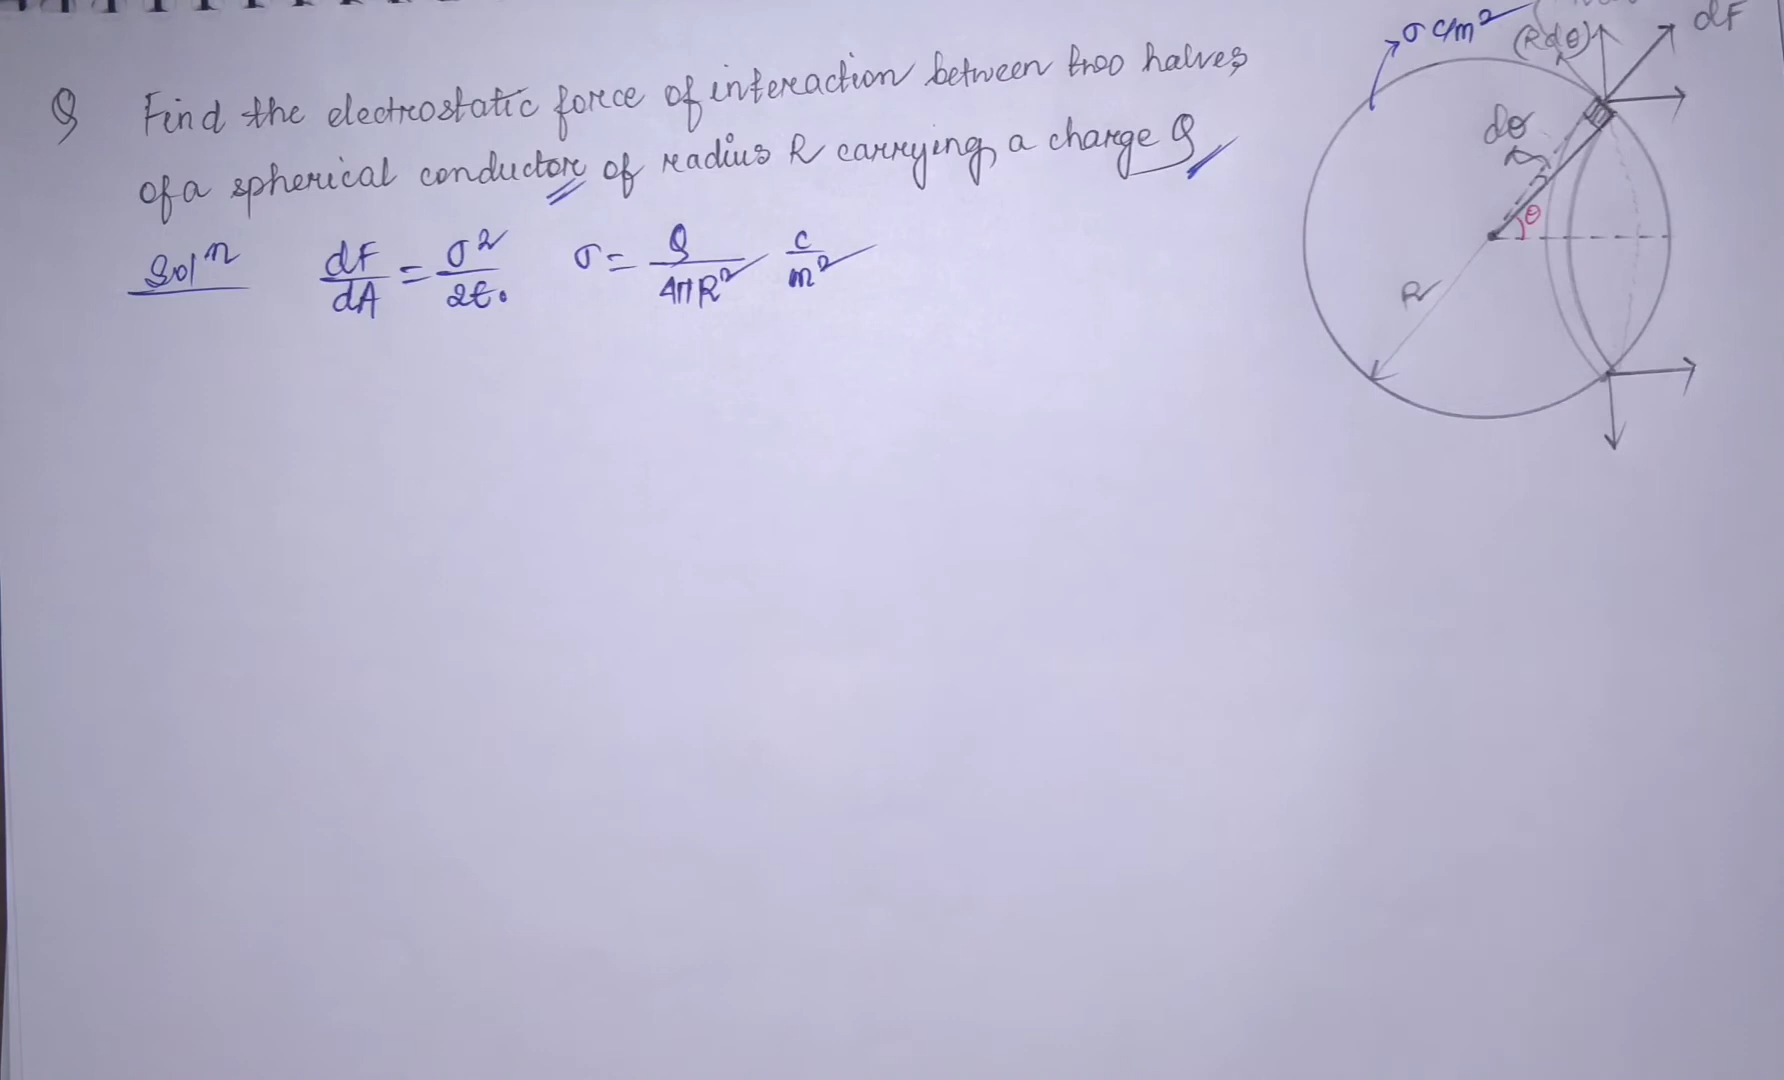 Q Find the electrostatic force of interaction between two halves
of a spherical conductor of radius R carrying a charge Q
Solⁿ dF/dA = σ²/2ε₀ σ = Q/4πR² c/m²
σ c/m²
(Rdθ)
dF
dθ
θ
R